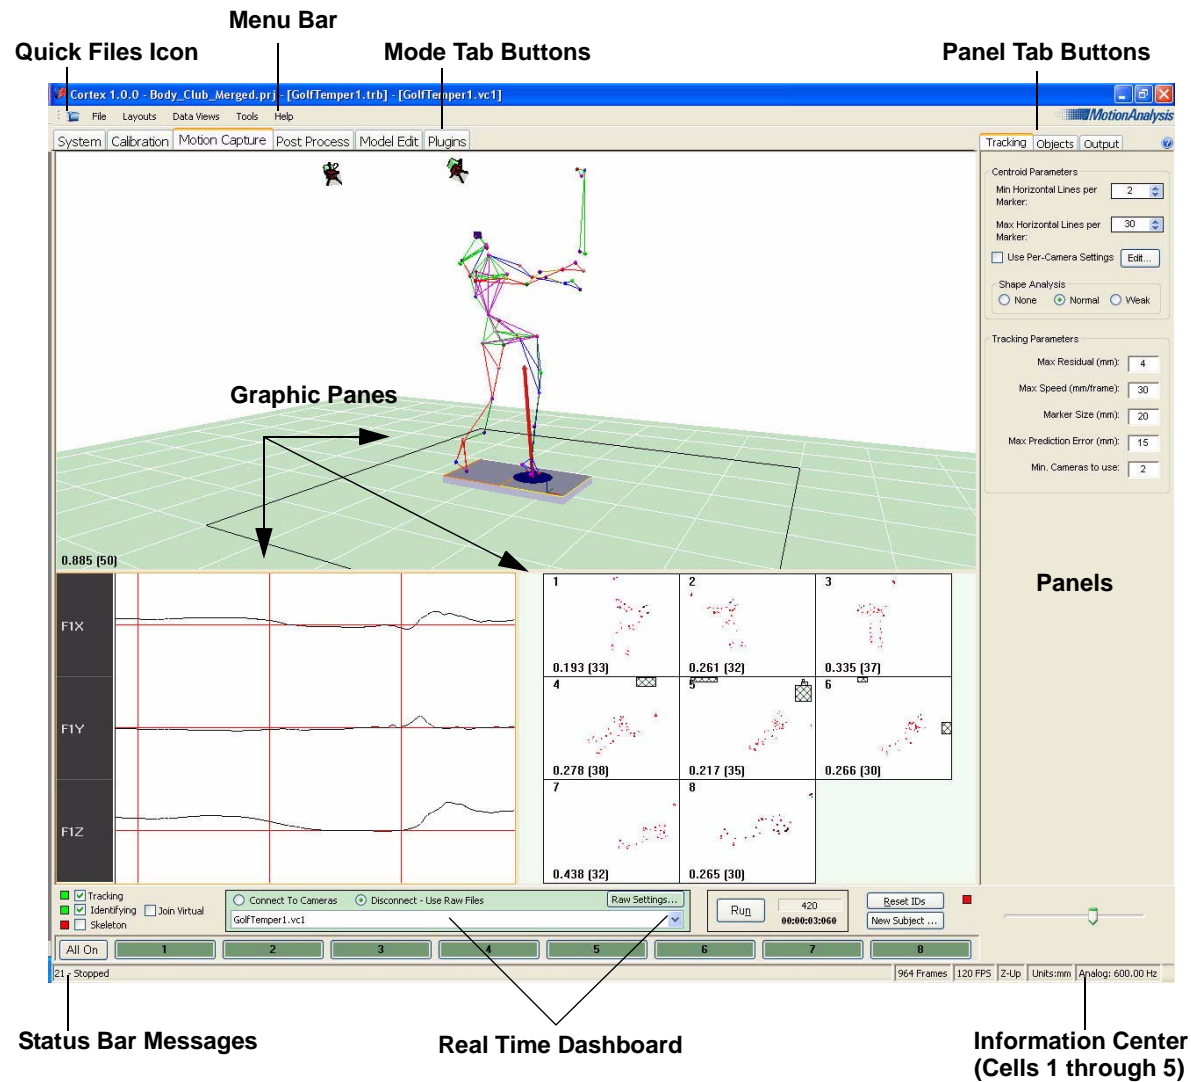 Menu Bar
Quick Files Icon
Mode Tab Buttons
Panel Tab Buttons
Cortex 1.0.0 - Body_Club_Merged.prj - [GolfTemper1.trb] - [GolfTemper1.vc1]
File Layouts Data Views Tools Help
MotionAnalysis
System Calibration Motion Capture Post Process Model Edit Plugins
Tracking Objects Output
Centroid Parameters
Min Horizontal Lines per Marker: 2
Max Horizontal Lines per Marker: 30
Use Per-Camera Settings Edit...
Shape Analysis
None Normal Weak
Tracking Parameters
Max Residual (mm): 4
Max Speed (mm/frame): 30
Marker Size (mm): 20
Max Prediction Error (mm): 15
Min. Cameras to use: 2
Graphic Panes
0.885 (50)
Panels
F1X
F1Y
F1Z
1 2 3
0.193 (33) 0.261 (32) 0.335 (37)
4 5 6
0.278 (38) 0.217 (35) 0.266 (30)
7 8
0.438 (32) 0.265 (30)
Tracking
Identifying Join Virtual
Skeleton
Connect To Cameras Disconnect - Use Raw Files Raw Settings...
GolfTemper1.vc1
Run 420
00:00:03:060
Reset IDs
New Subject ...
All On 1 2 3 4 5 6 7 8
21 - Stopped
964 Frames 120 FPS Z-Up Units:mm Analog: 600.00 Hz
Status Bar Messages
Real Time Dashboard
Information Center
(Cells 1 through 5)